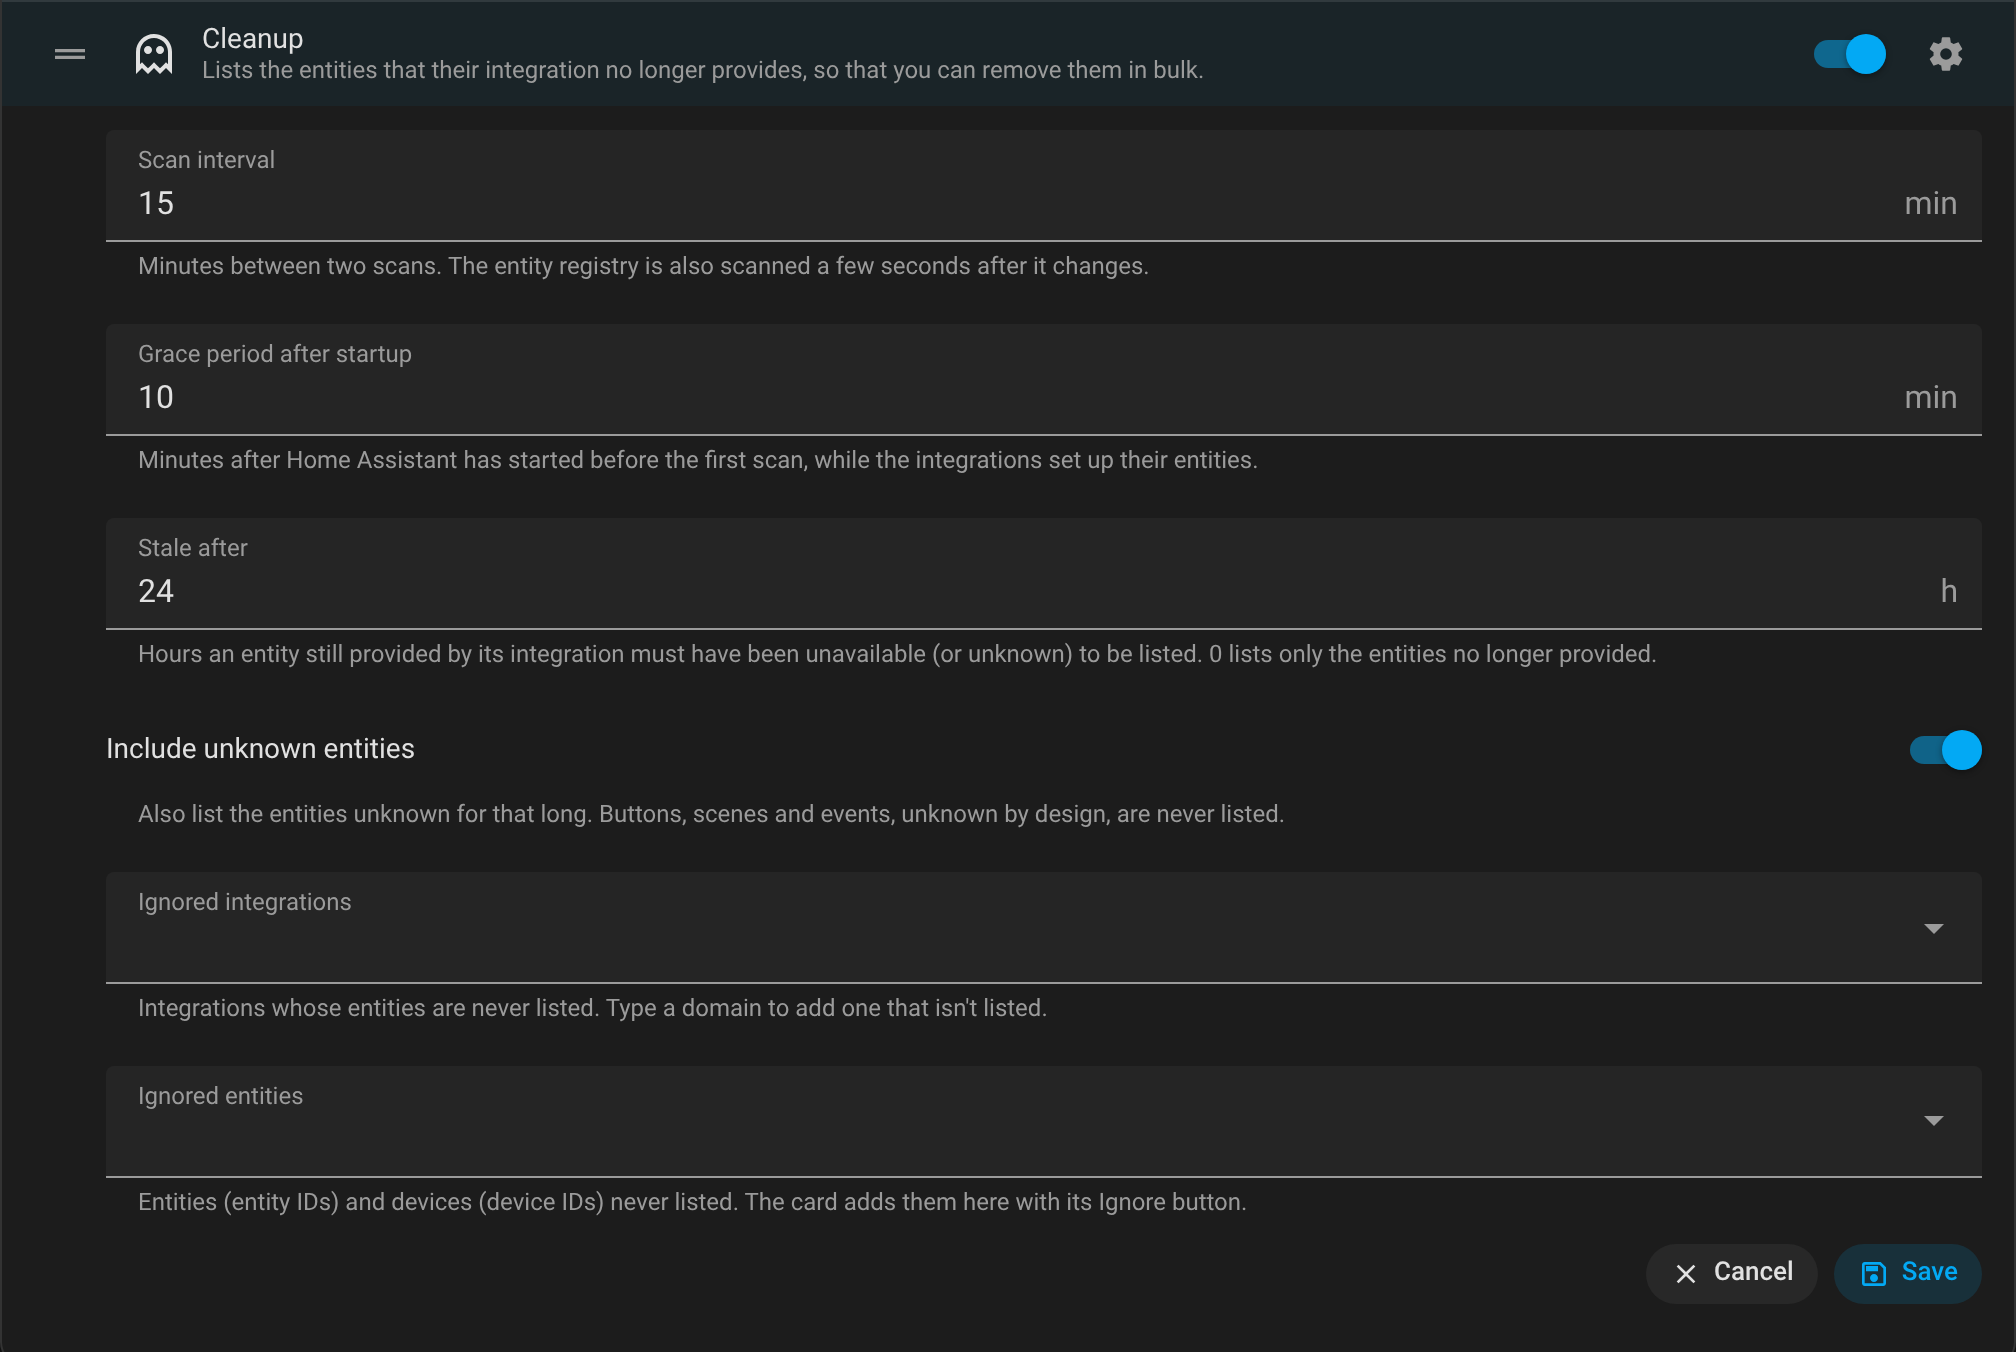 Cleanup
Lists the entities that their integration no longer provides, so that you can remove them in bulk.
Scan interval
15 min
Minutes between two scans. The entity registry is also scanned a few seconds after it changes.
Grace period after startup
10 min
Minutes after Home Assistant has started before the first scan, while the integrations set up their entities.
Stale after
24 h
Hours an entity still provided by its integration must have been unavailable (or unknown) to be listed. 0 lists only the entities no longer provided.
Include unknown entities
Also list the entities unknown for that long. Buttons, scenes and events, unknown by design, are never listed.
Ignored integrations
Integrations whose entities are never listed. Type a domain to add one that isn't listed.
Ignored entities
Entities (entity IDs) and devices (device IDs) never listed. The card adds them here with its Ignore button.
Cancel Save